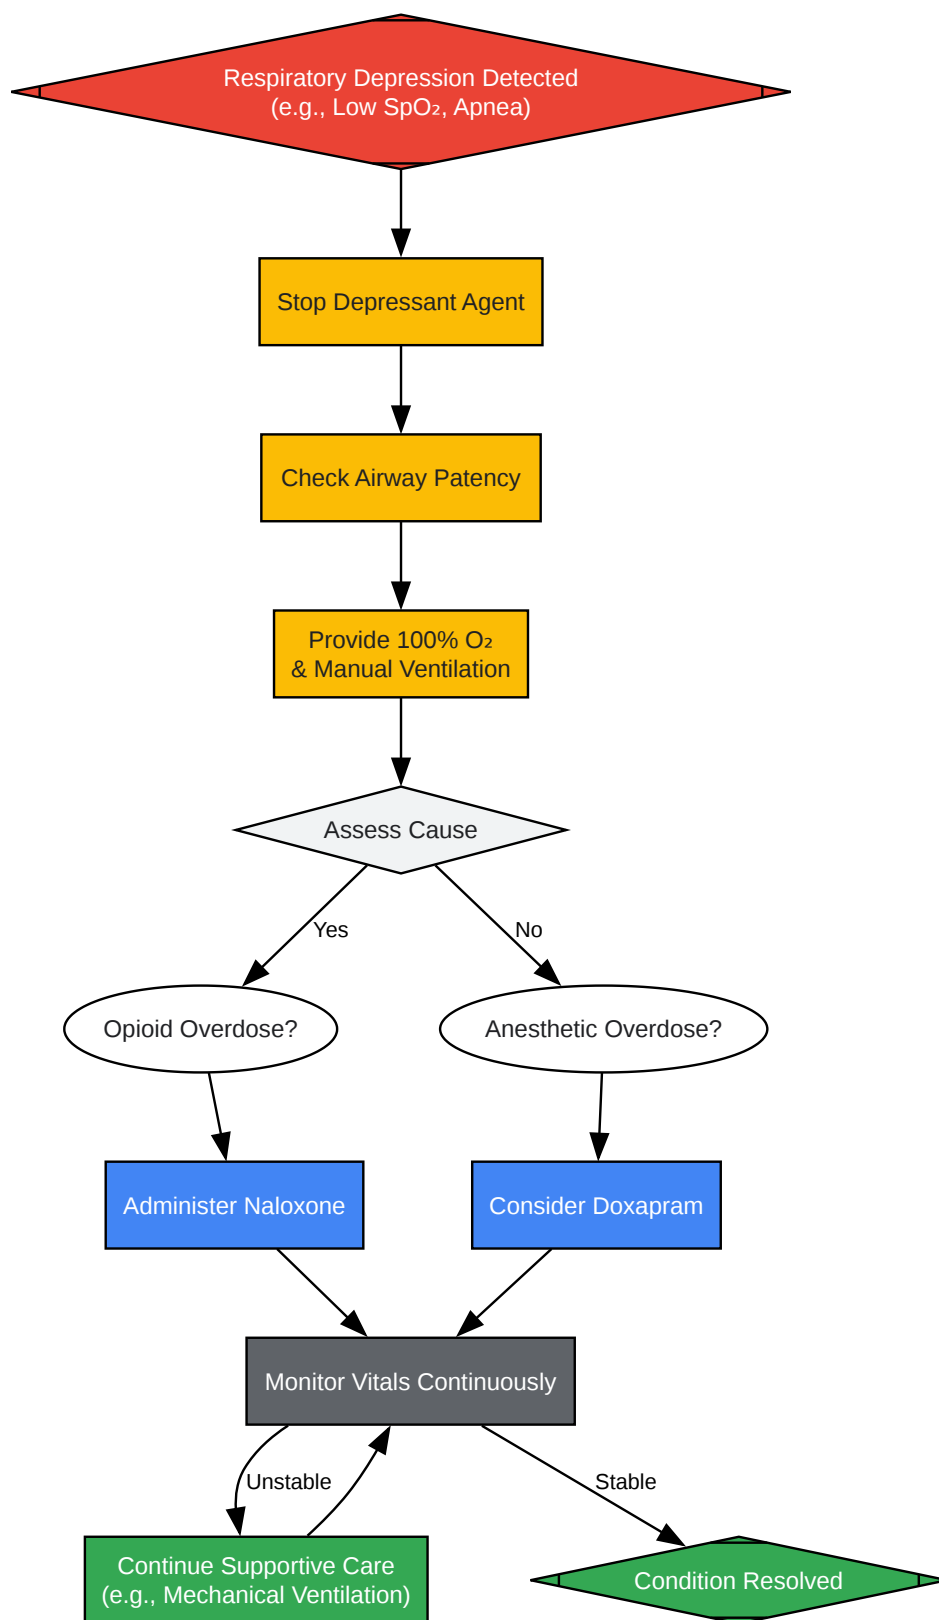 Respiratory Depression Detected
(e.g., Low SpO₂, Apnea)
Stop Depressant Agent
Check Airway Patency
Provide 100% O₂
& Manual Ventilation
Assess Cause
Yes
No
Opioid Overdose?
Anesthetic Overdose?
Administer Naloxone
Consider Doxapram
Monitor Vitals Continuously
Unstable
Stable
Continue Supportive Care
(e.g., Mechanical Ventilation)
Condition Resolved